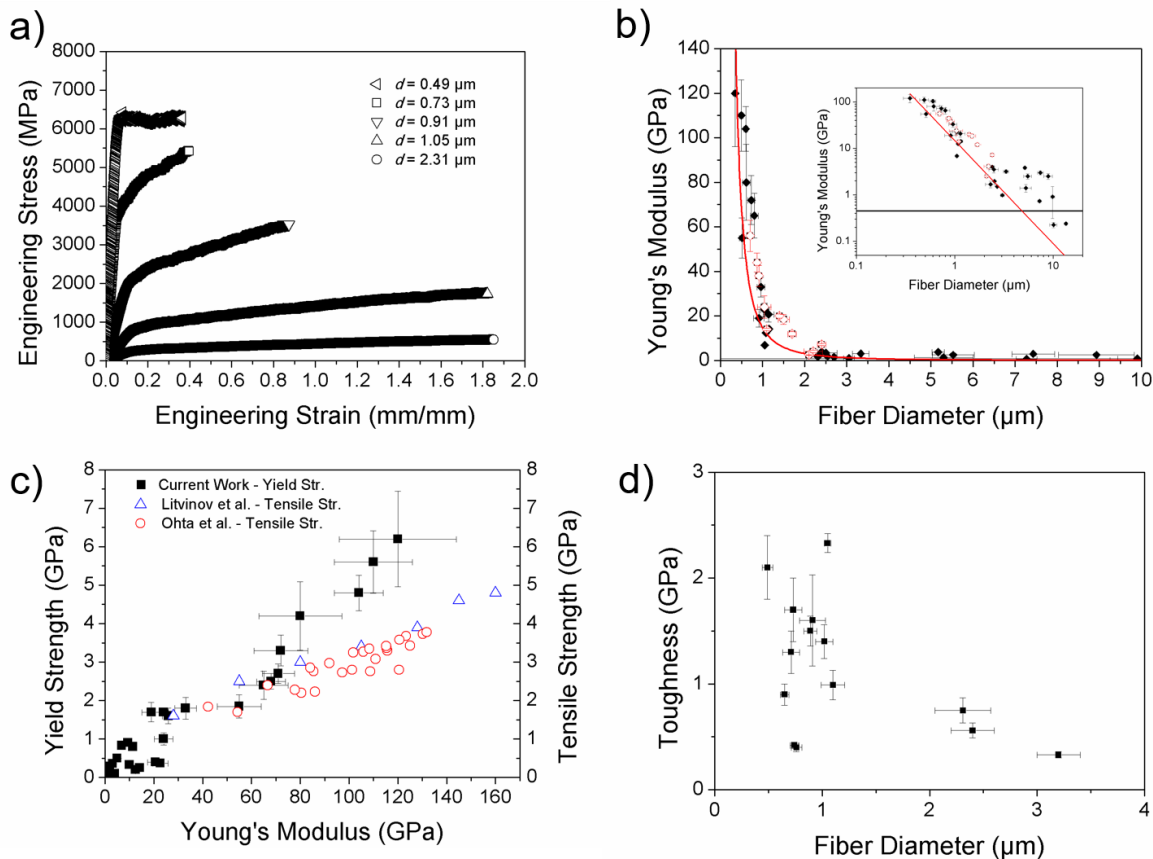 a)
8000
7000
6000
5000
4000
3000
2000
1000
0
Engineering Stress (MPa)
d = 0.49 μm
d = 0.73 μm
d = 0.91 μm
d = 1.05 μm
d = 2.31 μm
0.0 0.2 0.4 0.6 0.8 1.0 1.2 1.4 1.6 1.8 2.0
Engineering Strain (mm/mm)
b)
140
120
100
80
60
40
20
0
Young's Modulus (GPa)
100
10
1
0.1
Young's Modulus (GPa)
0.1 1 10
Fiber Diameter (μm)
0 1 2 3 4 5 6 7 8 9 10
Fiber Diameter (μm)
c)
8
7
6
5
4
3
2
1
0
Yield Strength (GPa)
Current Work - Yield Str.
Litvinov et al. - Tensile Str.
Ohta et al. - Tensile Str.
8
7
6
5
4
3
2
1
0
Tensile Strength (GPa)
0 20 40 60 80 100 120 140 160
Young's Modulus (GPa)
d)
3
2
1
0
Toughness (GPa)
0 1 2 3 4
Fiber Diameter (μm)